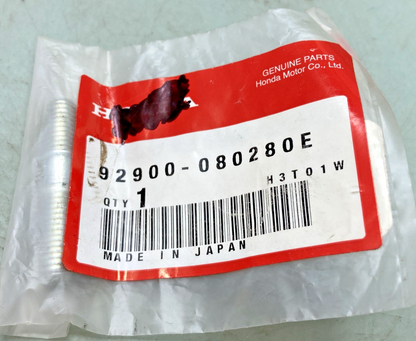 GENUINE PARTS
Honda Motor Co., Ltd.
92900-080280E
H3T01W
QTY 1
MADE IN JAPAN